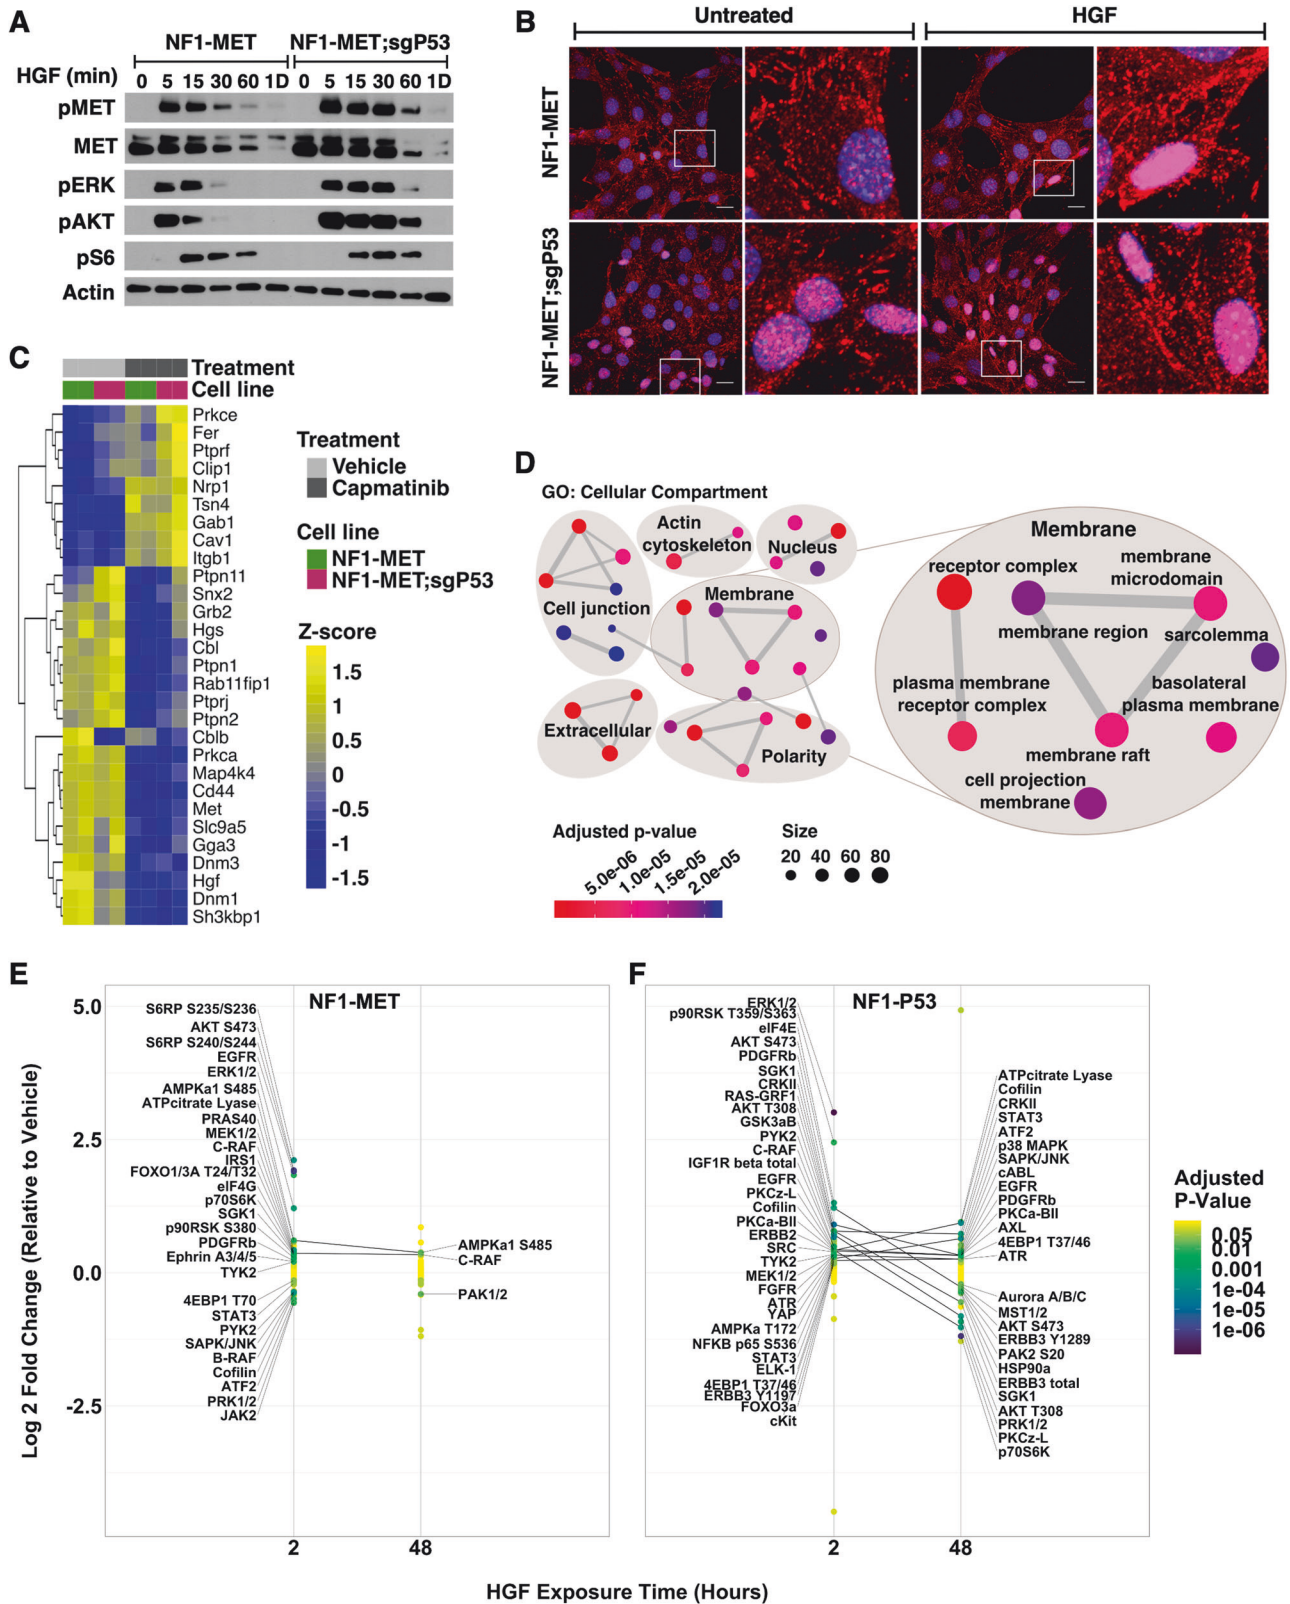 A
NF1-MET NF1-MET;sgP53
HGF (min) 0 5 15 30 60 1D 0 5 15 30 60 1D
pMET
MET
pERK
pAKT
pS6
Actin
B
Untreated HGF
NF1-MET
NF1-MET;sgP53
C
Treatment
Cell line
Prkce
Fer
Ptprf
Clip1
Nrp1
Tsn4
Gab1
Cav1
Itgb1
Ptpn11
Snx2
Grb2
Hgs
Cbl
Ptpn1
Rab11fip1
Ptprj
Ptpn2
Cblb
Prkca
Map4k4
Cd44
Met
Slc9a5
Gga3
Dnm3
Hgf
Dnm1
Sh3kbp1
Treatment
Vehicle
Capmatinib
Cell line
NF1-MET
NF1-MET;sgP53
Z-score
1.5
1
0.5
0
-0.5
-1
-1.5
D
GO: Cellular Compartment
Actin
cytoskeleton
Nucleus
Cell junction
Membrane
Extracellular
Polarity
Membrane
receptor complex
membrane
microdomain
membrane region
sarcolemma
plasma membrane
receptor complex
basolateral
plasma membrane
membrane raft
cell projection
membrane
Adjusted p-value
5.0e-06
1.0e-05
1.5e-05
2.0e-05
Size
20 40 60 80
E
NF1-MET
Log 2 Fold Change (Relative to Vehicle)
5.0
2.5
0.0
-2.5
S6RP S235/S236
AKT S473
S6RP S240/S244
EGFR
ERK1/2
AMPKa1 S485
ATPcitrate Lyase
PRAS40
MEK1/2
C-RAF
IRS1
FOXO1/3A T24/T32
eIF4G
p70S6K
SGK1
p90RSK S380
PDGFRb
Ephrin A3/4/5
TYK2
4EBP1 T70
STAT3
PYK2
SAPK/JNK
B-RAF
Cofilin
ATF2
PRK1/2
JAK2
AMPKa1 S485
C-RAF
PAK1/2
2 48
F
NF1-P53
ERK1/2
p90RSK T359/S363
eIF4E
AKT S473
PDGFRb
SGK1
CRKII
RAS-GRF1
AKT T308
GSK3aB
PYK2
C-RAF
IGF1R beta total
EGFR
PKCz-L
Cofilin
PKCa-BII
ERBB2
SRC
TYK2
MEK1/2
FGFR
ATR
YAP
AMPKa T172
NFKB p65 S536
STAT3
ELK-1
4EBP1 T37/46
ERBB3 Y1197
FOXO3a
cKit
ATPcitrate Lyase
Cofilin
CRKII
STAT3
ATF2
p38 MAPK
SAPK/JNK
cABL
EGFR
PDGFRb
PKCa-BII
AXL
4EBP1 T37/46
ATR
Aurora A/B/C
MST1/2
AKT S473
ERBB3 Y1289
PAK2 S20
HSP90a
ERBB3 total
SGK1
AKT T308
PRK1/2
PKCz-L
p70S6K
2 48
Adjusted
P-Value
0.05
0.01
0.001
1e-04
1e-05
1e-06
HGF Exposure Time (Hours)